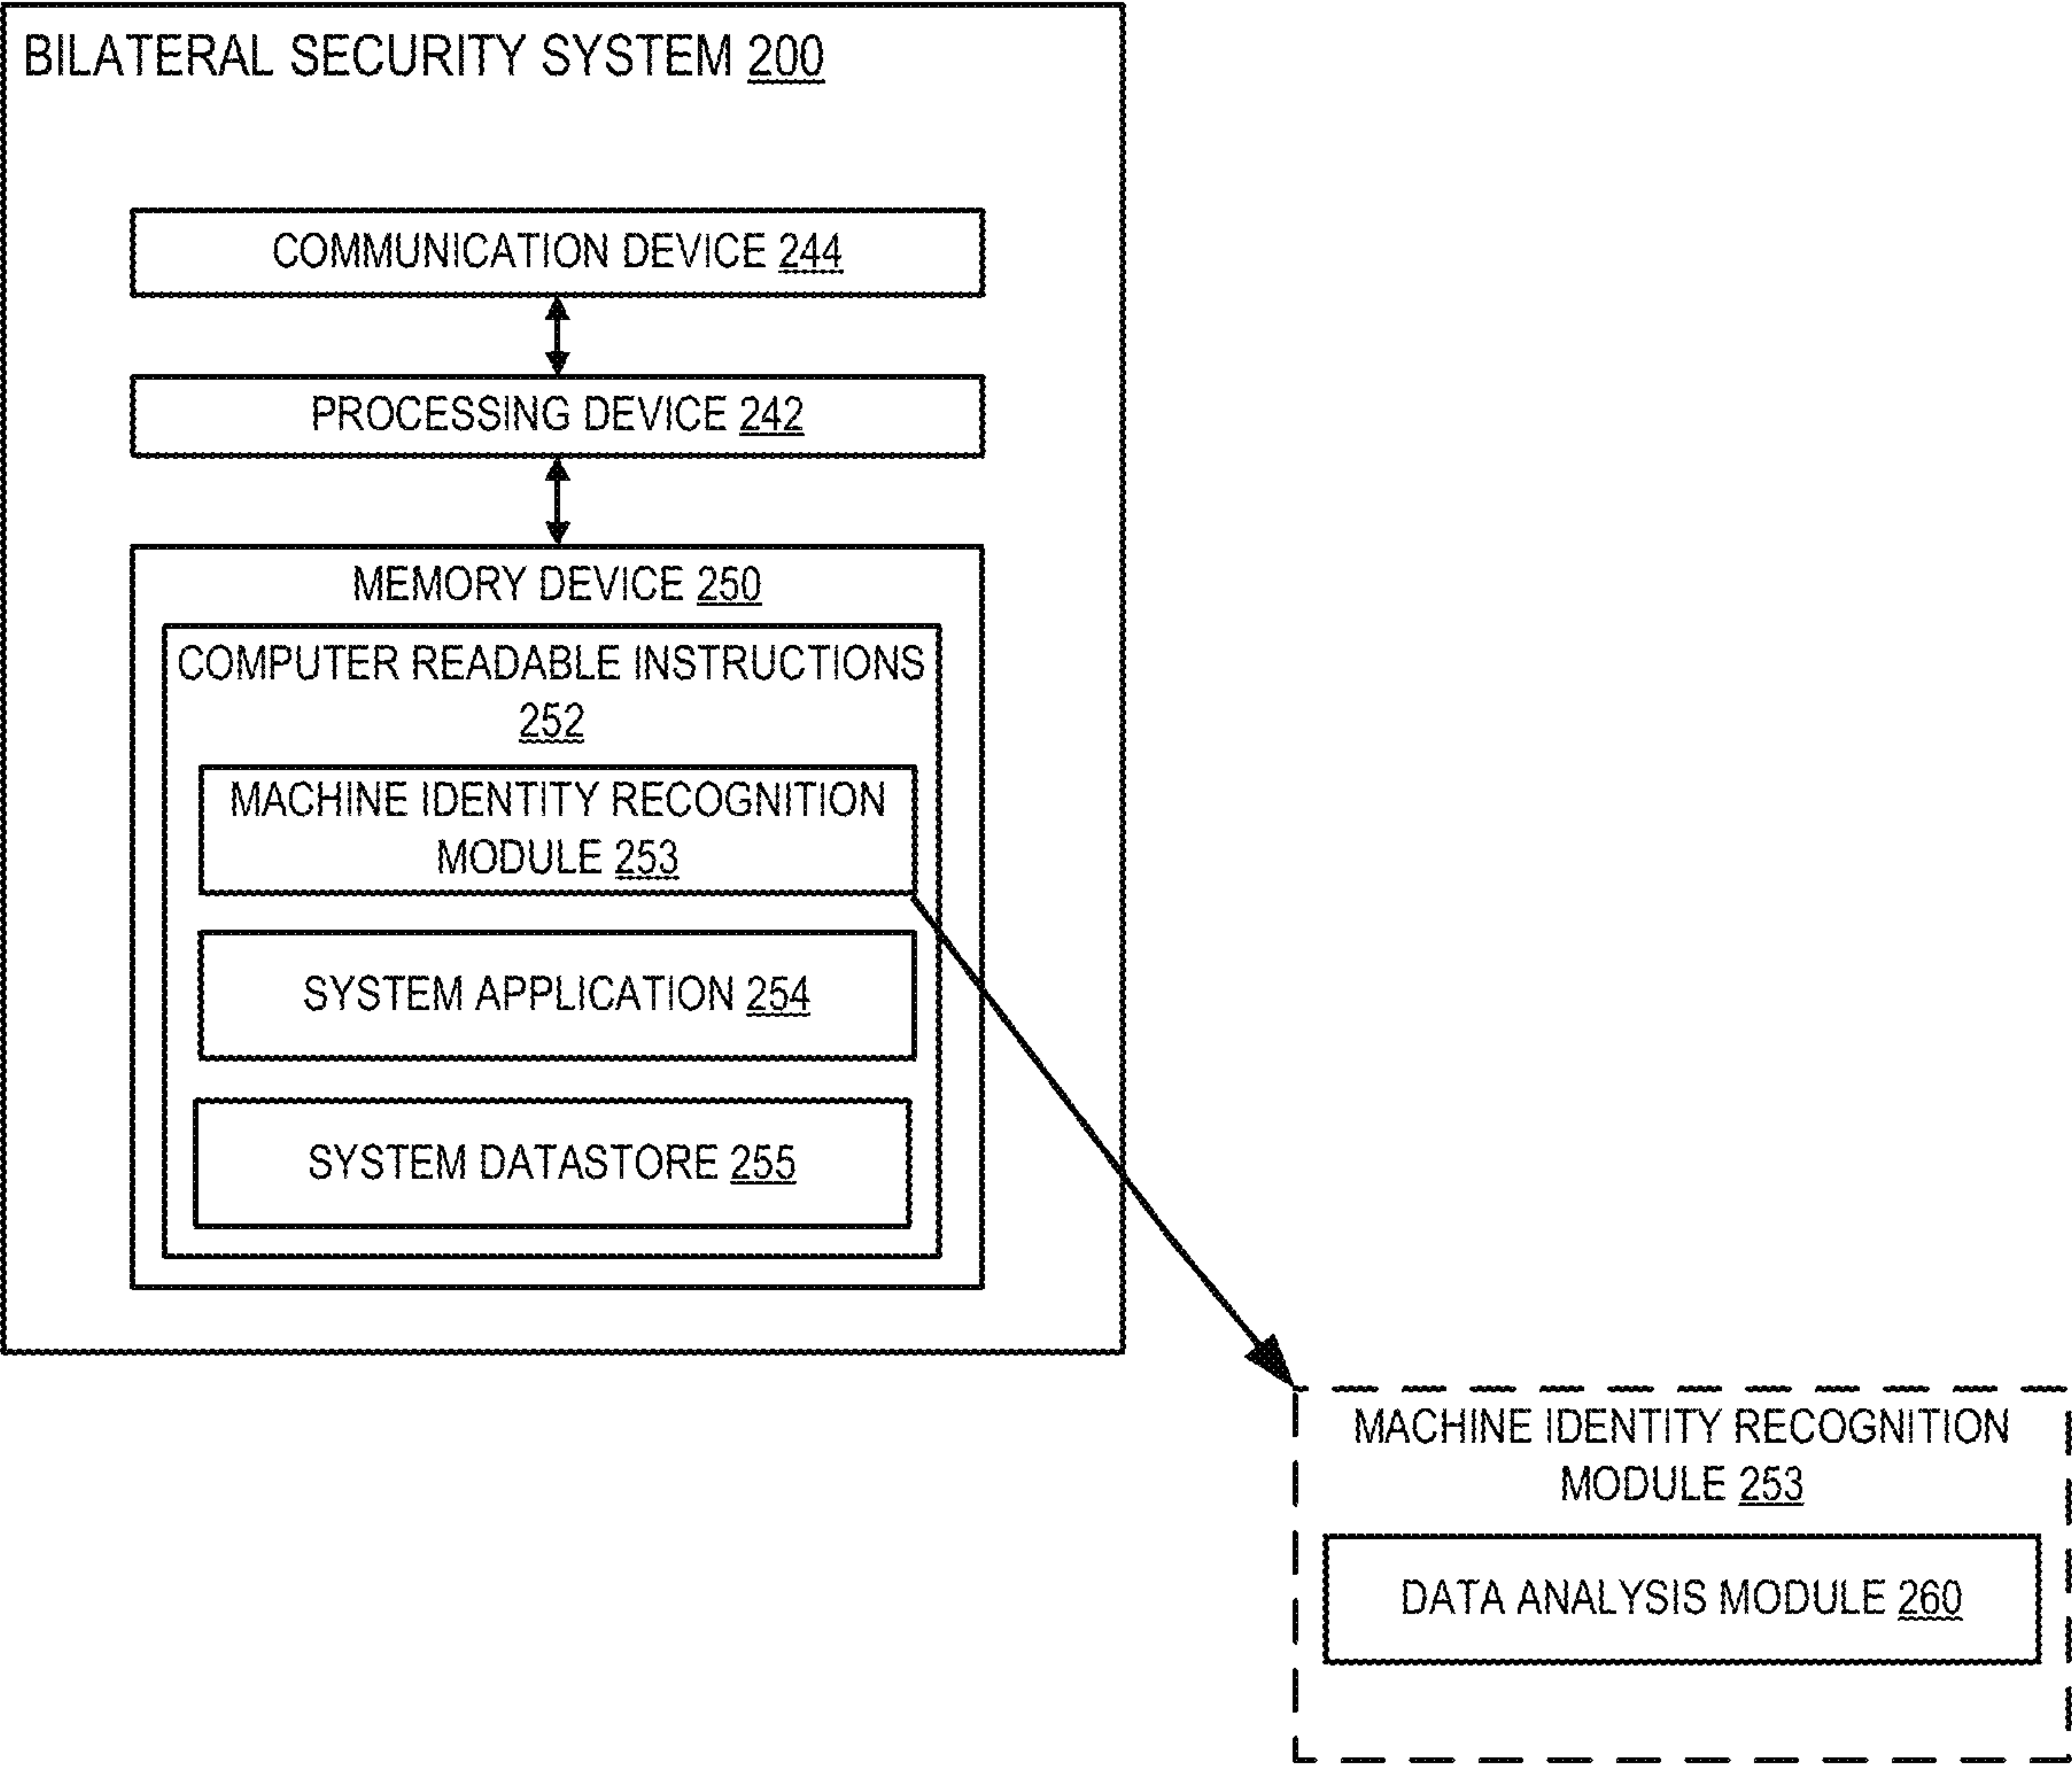 BILATERAL SECURITY SYSTEM 200
COMMUNICATION DEVICE 244
PROCESSING DEVICE 242
MEMORY DEVICE 250
COMPUTER READABLE INSTRUCTIONS
252
MACHINE IDENTITY RECOGNITION
MODULE 253
SYSTEM APPLICATION 254
SYSTEM DATASTORE 255
MACHINE IDENTITY RECOGNITION
MODULE 253
DATA ANALYSIS MODULE 260